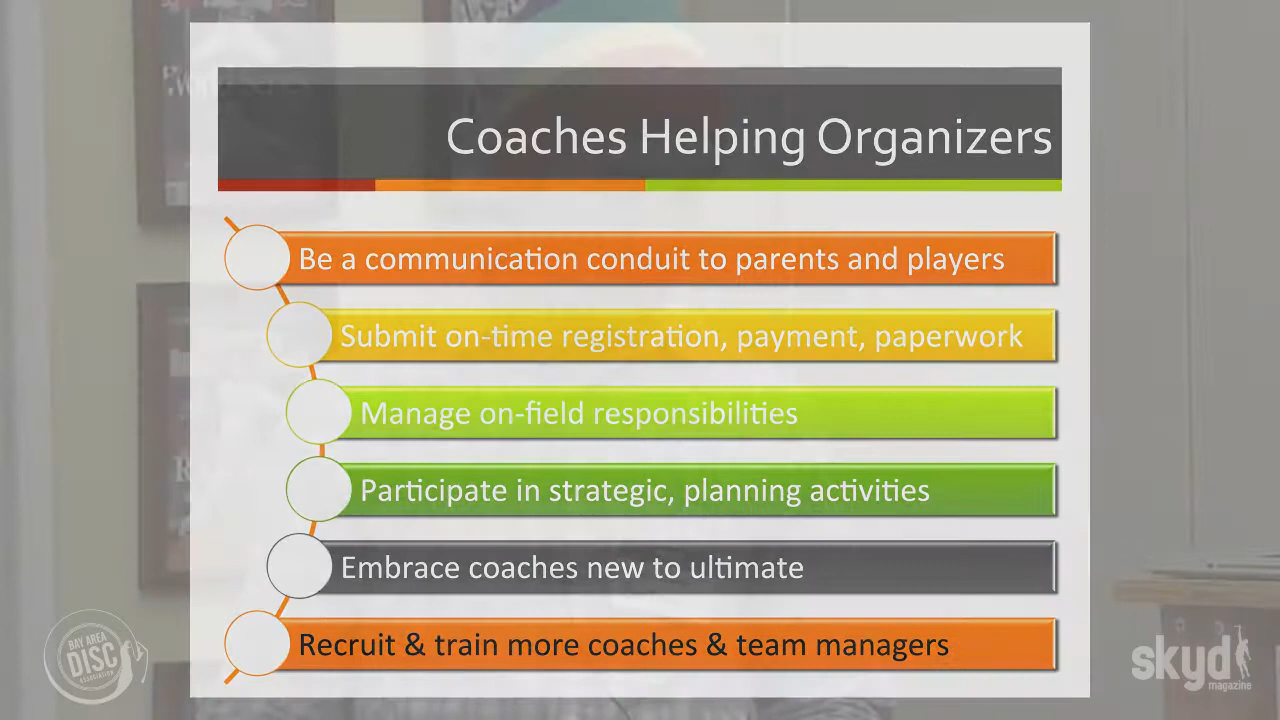 Coaches Helping Organizers
Be a communication conduit to parents and players
Submit on-time registration, payment, paperwork
Manage on-field responsibilities
Participate in strategic, planning activities
Embrace coaches new to ultimate
Recruit & train more coaches & team managers
BAY AREA
DISC
ASSOCIATION
skyd
magazine